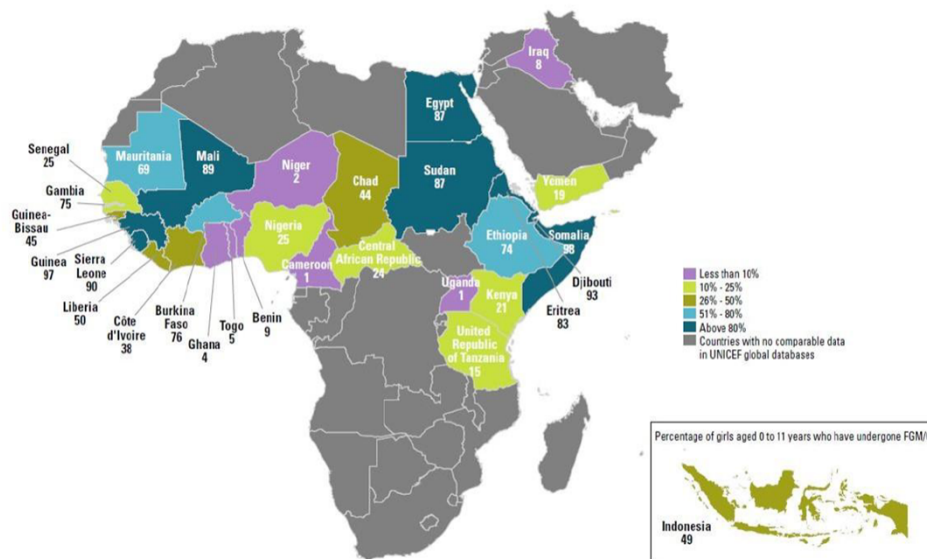 Iraq
8
Egypt
87
Senegal
25
Mauritania
69
Mali
89
Niger
2
Chad
44
Sudan
87
Yemen
19
Gambia
75
Guinea-
Bissau
45
Nigeria
25
Ethiopia
74
Somalia
98
Guinea
97
Sierra
Leone
90
Central
African Republic
24
Djibouti
93
Liberia
50
Cameroon
1
Uganda
1
Kenya
21
Eritrea
83
Côte
d'Ivoire
38
Burkina
Faso
76
Ghana
4
Togo
5
Benin
9
United
Republic
of Tanzania
15
Less than 10%
10% - 25%
26% - 50%
51% - 80%
Above 80%
Countries with no comparable data
in UNICEF global databases
Percentage of girls aged 0 to 11 years who have undergone FGM/
Indonesia
49